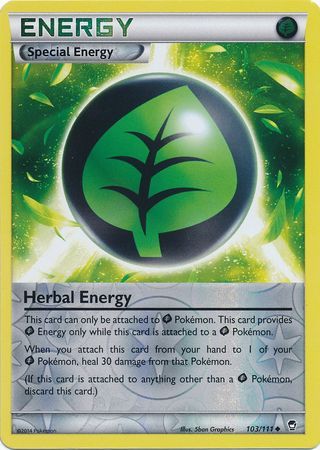 ENERGY
Special Energy
Herbal Energy
This card can only be attached to Pokémon. This card provides
Energy only while this card is attached to a Pokémon.
When you attach this card from your hand to 1 of your
Pokémon, heal 30 damage from that Pokémon.
(If this card is attached to anything other than a Pokémon,
discard this card.)
©2014 Pokémon
Illus. 5ban Graphics
103/111